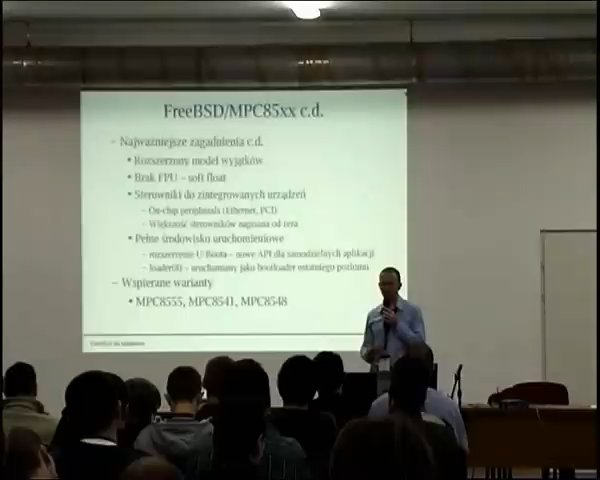 FreeBSD/MPC85xx c.d.
– Najważniejsze zagadnienia c.d.
• Rozszerzony model wyjątków
• Brak FPU – soft float
• Sterowniki do zintegrowanych urządzeń
– On-chip peripherals (Ethernet, PCI)
– Większość sterowników napisana od zera
• Pełne środowisko uruchomieniowe
– rozszerzenie U-Boota – nowe API dla samodzielnych aplikacji
– loader(8) – uruchamiany jako bootloader ostatniego poziomu
– Wspierane warianty
• MPC8555, MPC8541, MPC8548